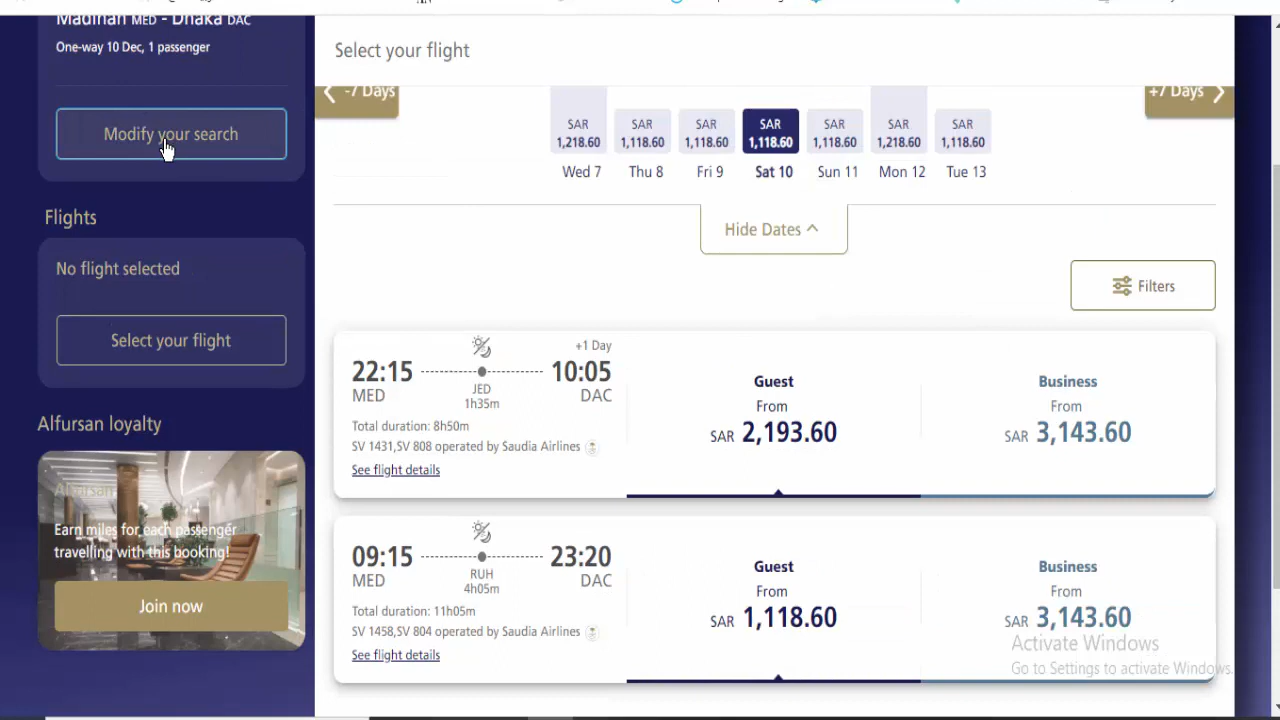 Madinah MED - Dhaka DAC
One-way 10 Dec, 1 passenger
Modify your search
Flights
No flight selected
Select your flight
Alfursan loyalty
Alfursan
Earn miles for each passenger
travelling with this booking!
Join now
Select your flight
-7 Days
+7 Days
SAR SAR SAR SAR SAR SAR SAR
1,218.60 1,118.60 1,118.60 1,118.60 1,118.60 1,218.60 1,118.60
Wed 7 Thu 8 Fri 9 Sat 10 Sun 11 Mon 12 Tue 13
Hide Dates
Filters
+1 Day
22:15 10:05
MED JED DAC
1h35m
Total duration: 8h50m
SV 1431,SV 808 operated by Saudia Airlines
See flight details
Guest
From
SAR 2,193.60
Business
From
SAR 3,143.60
09:15 23:20
MED RUH DAC
4h05m
Total duration: 11h05m
SV 1458,SV 804 operated by Saudia Airlines
See flight details
Guest
From
SAR 1,118.60
Business
From
SAR 3,143.60
Activate Windows
Go to Settings to activate Windows.